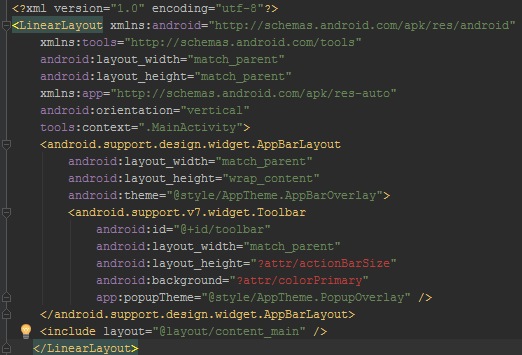 <?xml version="1.0" encoding="utf-8"?>
<LinearLayout xmlns:android="http://schemas.android.com/apk/res/android"
    xmlns:tools="http://schemas.android.com/tools"
    android:layout_width="match_parent"
    android:layout_height="match_parent"
    xmlns:app="http://schemas.android.com/apk/res-auto"
    android:orientation="vertical"
    tools:context=".MainActivity">
    <android.support.design.widget.AppBarLayout
        android:layout_width="match_parent"
        android:layout_height="wrap_content"
        android:theme="@style/AppTheme.AppBarOverlay">
        <android.support.v7.widget.Toolbar
            android:id="@+id/toolbar"
            android:layout_width="match_parent"
            android:layout_height="?attr/actionBarSize"
            android:background="?attr/colorPrimary"
            app:popupTheme="@style/AppTheme.PopupOverlay" />
    </android.support.design.widget.AppBarLayout>
    <include layout="@layout/content_main" />
   </LinearLayout>